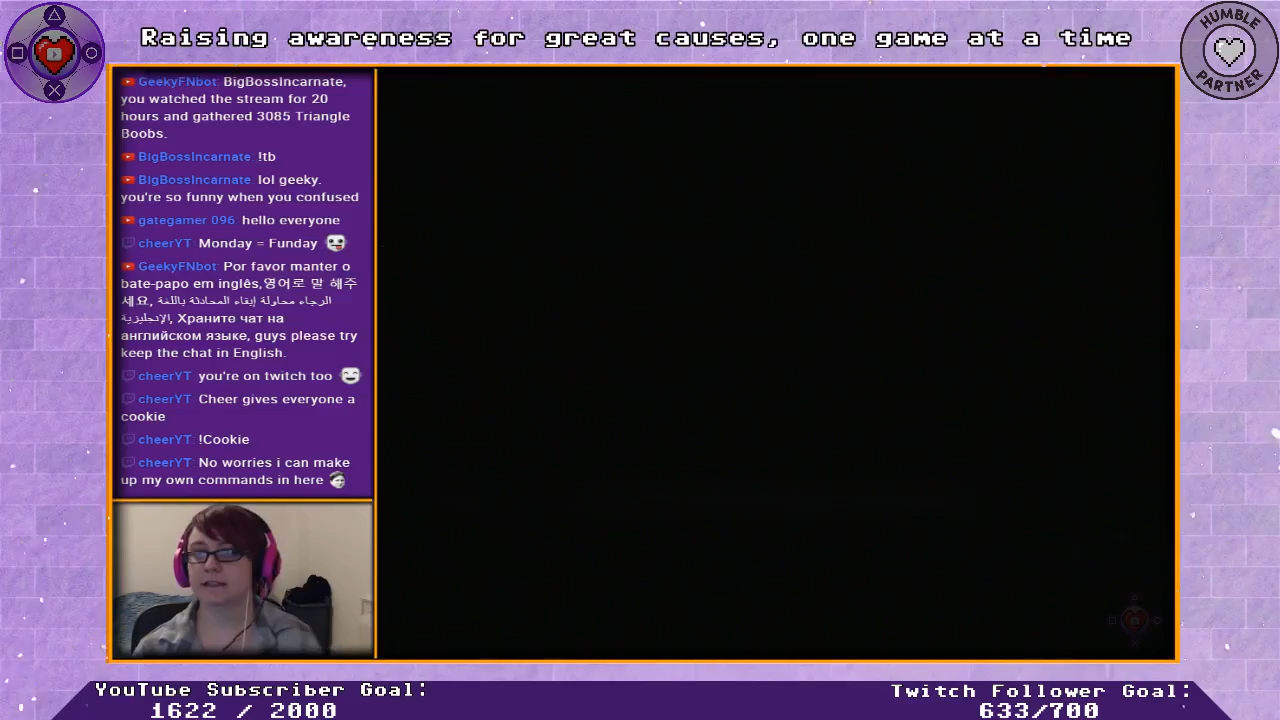 Raising awareness for great causes, one game at a time
HUMBLE
PARTNER
GeekyFNbot: BigBossIncarnate,
you watched the stream for 20
hours and gathered 3085 Triangle
Boobs.
BigBossIncarnate: !tb
BigBossIncarnate: lol geeky.
you're so funny when you confused
gategamer 096: hello everyone
cheerYT: Monday = Funday
GeekyFNbot: Por favor manter o
bate-papo em inglês,영어로 말 해주
세요, الرجاء محاولة إبقاء المحادثة باللغة
الإنجليزية, Храните чат на
английском языке, guys please try
keep the chat in English.
cheerYT: you're on twitch too
cheerYT: Cheer gives everyone a
cookie
cheerYT: !Cookie
cheerYT: No worries i can make
up my own commands in here
YouTube Subscriber Goal:
1622 / 2000
Twitch Follower Goal:
633/700